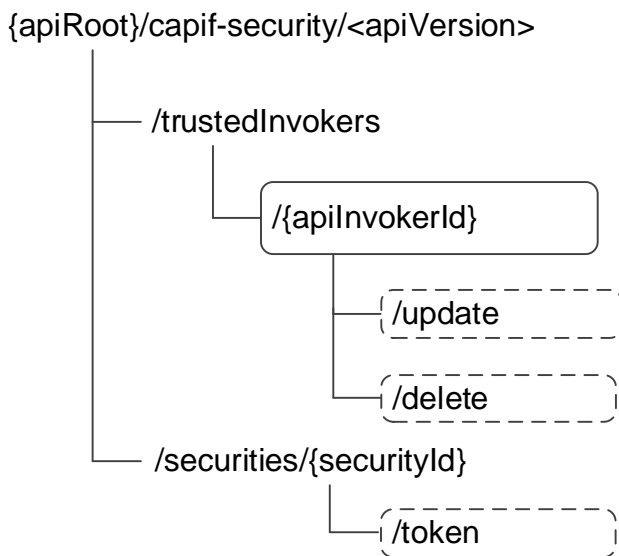 {apiRoot}/capif-security/<apiVersion>
/trustedInvokers
/{apiInvokerId}
/update
/delete
/securities/{securityId}
/token